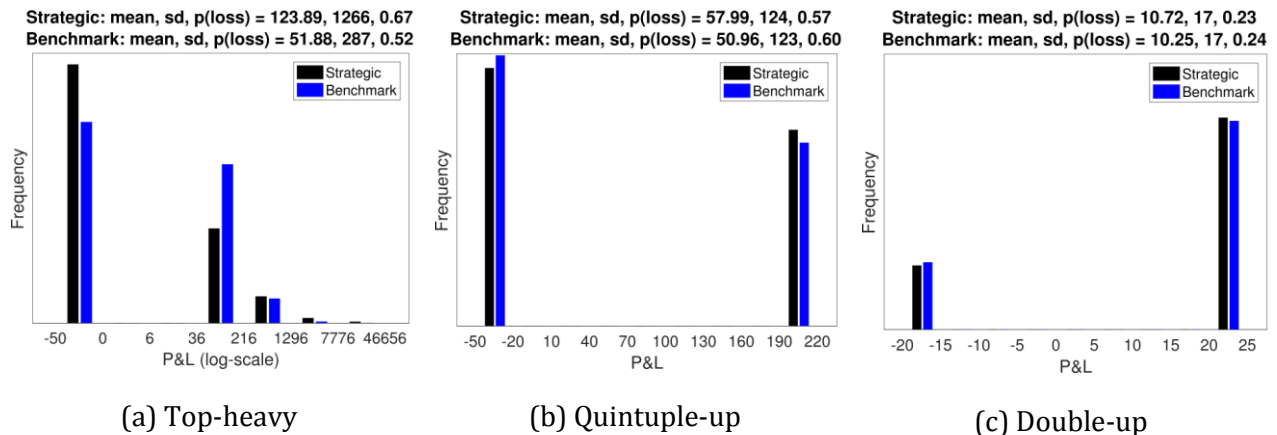 Strategic: mean, sd, p(loss) = 123.89, 1266, 0.67
Benchmark: mean, sd, p(loss) = 51.88, 287, 0.52
Strategic
Benchmark
Frequency
-50 0 6 36 216 1296 7776 46656
P&L (log-scale)
(a) Top-heavy
Strategic: mean, sd, p(loss) = 57.99, 124, 0.57
Benchmark: mean, sd, p(loss) = 50.96, 123, 0.60
Strategic
Benchmark
Frequency
-50 -20 10 40 70 100 130 160 190 220
P&L
(b) Quintuple-up
Strategic: mean, sd, p(loss) = 10.72, 17, 0.23
Benchmark: mean, sd, p(loss) = 10.25, 17, 0.24
Strategic
Benchmark
Frequency
-20 -15 -10 -5 0 5 10 15 20 25
P&L
(c) Double-up